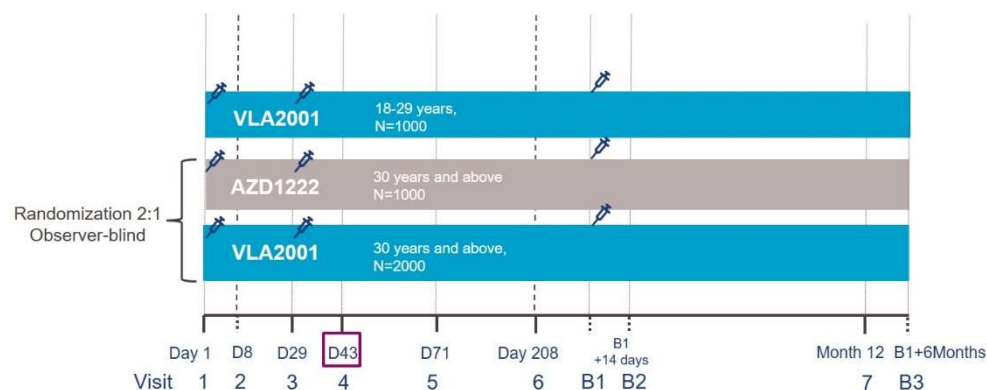 VLA2001
18-29 years,
N=1000
AZD1222
30 years and above
N=1000
Randomization 2:1
Observer-blind
VLA2001
30 years and above,
N=2000
Day 1 D8 D29 D43 D71 Day 208 B1 Month 12 B1+6Months
+14 days
Visit 1 2 3 4 5 6 B1 B2 7 B3